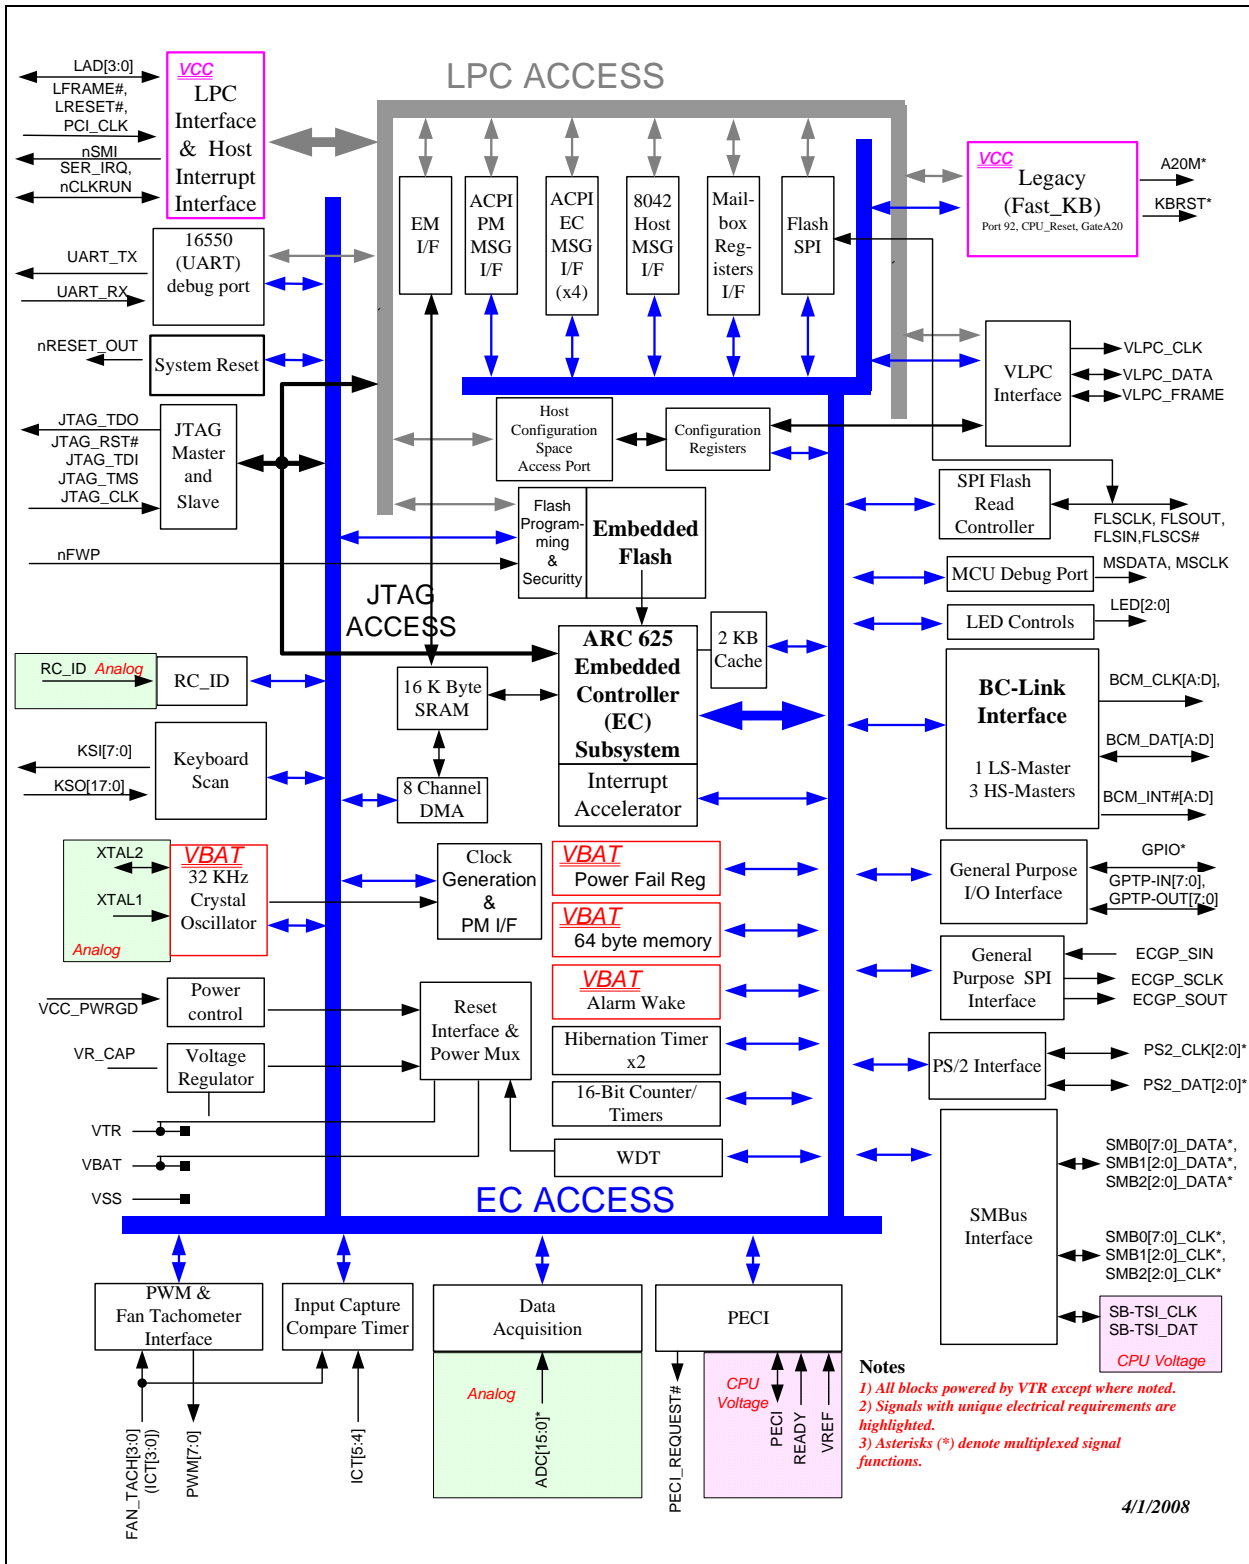 LPC ACCESS
LAD[3:0]
LFRAME#,
LRESET#,
PCI_CLK
nSMI
SER_IRQ,
nCLKRUN
VCC
LPC
Interface
& Host
Interrupt
Interface
EM
I/F
ACPI
PM
MSG
I/F
ACPI
EC
MSG
I/F
(x4)
8042
Host
MSG
I/F
Mail-
box
Reg-
isters
I/F
Flash
SPI
VCC
Legacy
(Fast_KB)
Port 92, CPU_Reset, GateA20
A20M*
KBRST*
UART_TX
UART_RX
16550
(UART)
debug port
nRESET_OUT
System Reset
VLPC
Interface
VLPC_CLK
VLPC_DATA
VLPC_FRAME
JTAG_TDO
JTAG_RST#
JTAG_TDI
JTAG_TMS
JTAG_CLK
JTAG
Master
and
Slave
Host
Configuration
Space
Access Port
Configuration
Registers
SPI Flash
Read
Controller
FLSCLK, FLSOUT,
FLSIN,FLSCS#
nFWP
Flash
Program-
ming
&
Securitty
Embedded
Flash
MCU Debug Port
MSDATA, MSCLK
JTAG
ACCESS
LED Controls
LED[2:0]
RC_ID
Analog
RC_ID
ARC 625
Embedded
Controller
(EC)
Subsystem
2 KB
Cache
16 K Byte
SRAM
Interrupt
Accelerator
8 Channel
DMA
BC-Link
Interface
1 LS-Master
3 HS-Masters
BCM_CLK[A:D],
BCM_DAT[A:D]
BCM_INT#[A:D]
KSI[7:0]
KSO[17:0]
Keyboard
Scan
XTAL2
XTAL1
Analog
VBAT
32 KHz
Crystal
Oscillator
Clock
Generation
&
PM I/F
VBAT
Power Fail Reg
VBAT
64 byte memory
VBAT
Alarm Wake
General Purpose
I/O Interface
GPIO*
GPTP-IN[7:0],
GPTP-OUT[7:0]
General
Purpose SPI
Interface
ECGP_SIN
ECGP_SCLK
ECGP_SOUT
VCC_PWRGD
Power
control
VR_CAP
Voltage
Regulator
Reset
Interface &
Power Mux
Hibernation Timer
x2
16-Bit Counter/
Timers
WDT
PS/2 Interface
PS2_CLK[2:0]*
PS2_DAT[2:0]*
VTR
VBAT
VSS
EC ACCESS
SMBus
Interface
SMB0[7:0]_DATA*,
SMB1[2:0]_DATA*,
SMB2[2:0]_DATA*
SMB0[7:0]_CLK*,
SMB1[2:0]_CLK*,
SMB2[2:0]_CLK*
SB-TSI_CLK
SB-TSI_DAT
CPU Voltage
PWM &
Fan Tachometer
Interface
Input Capture
Compare Timer
Data
Acquisition
PECI
FAN_TACH[3:0]
(ICT[3:0])
PWM[7:0]
ICT[5:4]
Analog
ADC[15:0]*
PECI_REQUEST#
CPU
Voltage
PECI
READY
VREF
Notes
1) All blocks powered by VTR except where noted.
2) Signals with unique electrical requirements are
highlighted.
3) Asterisks (*) denote multiplexed signal
functions.
4/1/2008